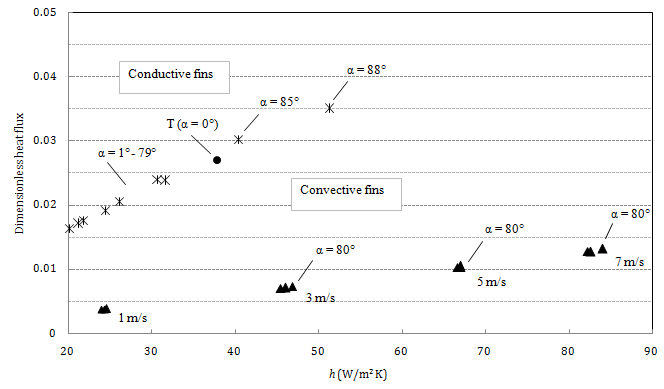 0.05
0.04
0.03
0.02
0.01
0
Dimensionless heat flux
Conductive fins
α = 88°
α = 85°
T (α = 0°)
α = 1° - 79°
Convective fins
α = 80°
α = 80°
α = 80°
7 m/s
5 m/s
3 m/s
1 m/s
20 30 40 50 60 70 80 90
h (W/m² K)